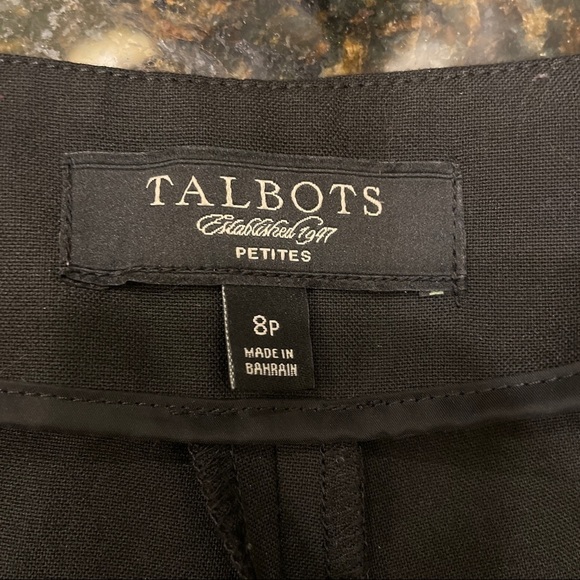 TALBOTS
Established 1947
PETITES
8P
MADE IN
BAHRAIN